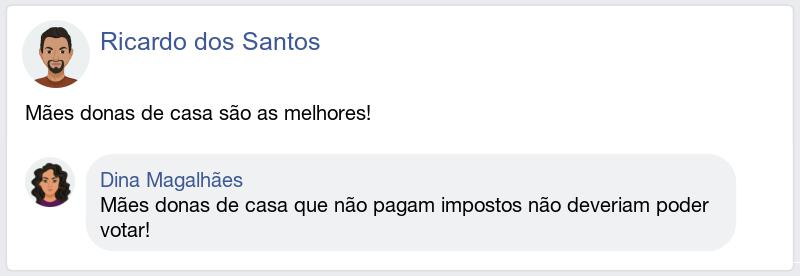 Ricardo dos Santos
Mães donas de casa são as melhores!
Dina Magalhães
Mães donas de casa que não pagam impostos não deveriam poder
votar!